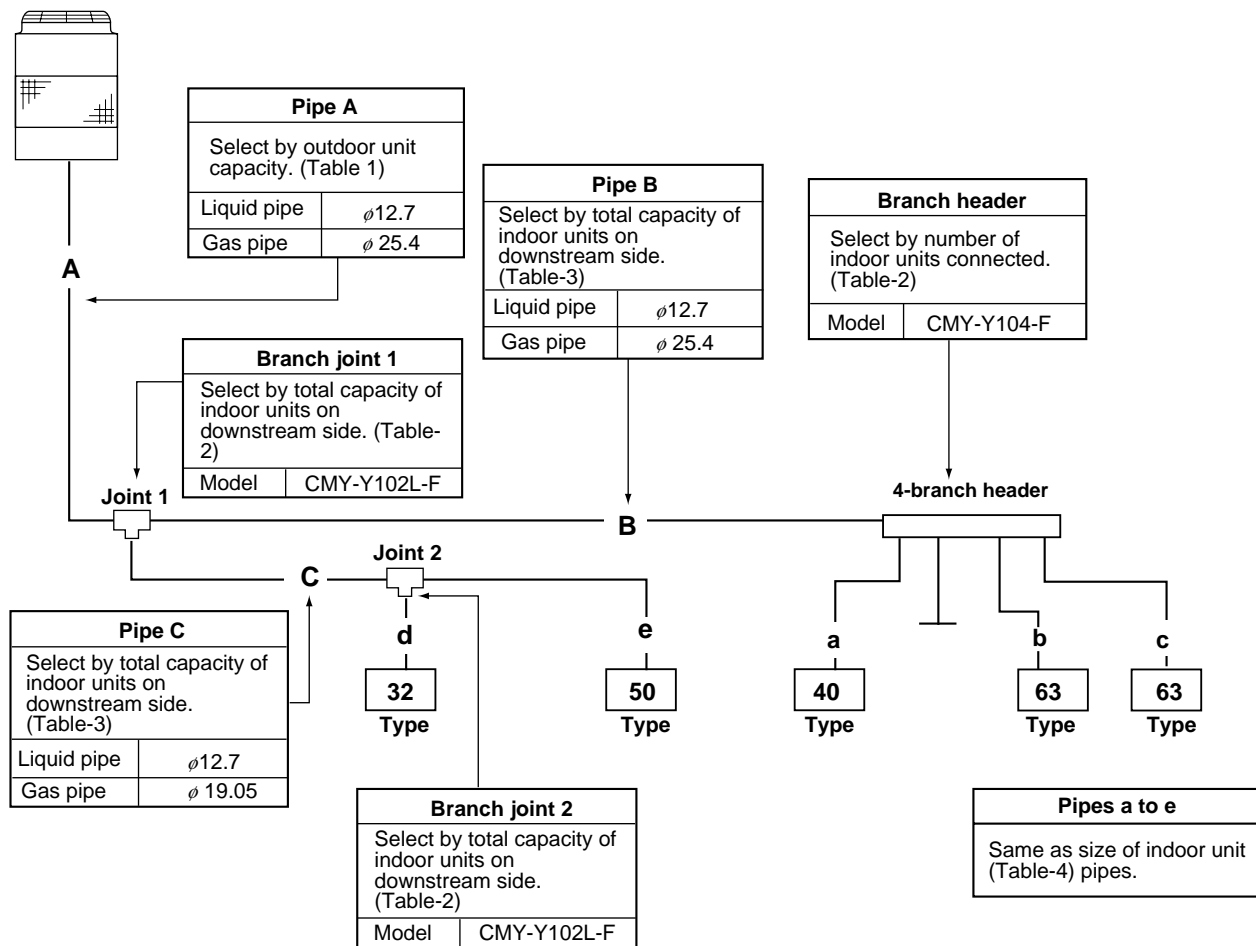 Pipe A
Select by outdoor unit
capacity. (Table 1)
Liquid pipe ø12.7
Gas pipe ø 25.4
Pipe B
Select by total capacity of
indoor units on
downstream side.
(Table-3)
Liquid pipe ø12.7
Gas pipe ø 25.4
Branch header
Select by number of
indoor units connected.
(Table-2)
Model CMY-Y104-F
A
Branch joint 1
Select by total capacity of
indoor units on
downstream side. (Table-
2)
Model CMY-Y102L-F
Joint 1
4-branch header
B
Joint 2
C
d
e
a
b
c
32
Type
50
Type
40
Type
63
Type
63
Type
Pipe C
Select by total capacity of
indoor units on
downstream side.
(Table-3)
Liquid pipe ø12.7
Gas pipe ø 19.05
Branch joint 2
Select by total capacity of
indoor units on
downstream side.
(Table-2)
Model CMY-Y102L-F
Pipes a to e
Same as size of indoor unit
(Table-4) pipes.